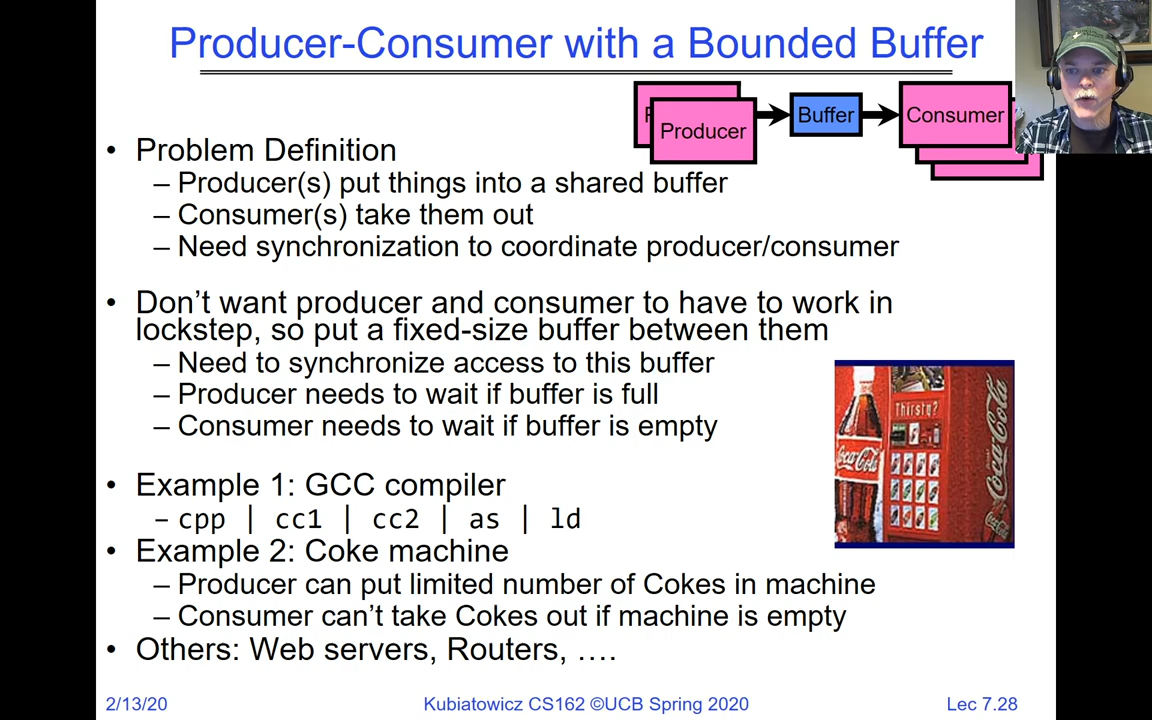 Producer-Consumer with a Bounded Buffer
Producer
Buffer
Consumer
• Problem Definition
– Producer(s) put things into a shared buffer
– Consumer(s) take them out
– Need synchronization to coordinate producer/consumer
• Don't want producer and consumer to have to work in
lockstep, so put a fixed-size buffer between them
– Need to synchronize access to this buffer
– Producer needs to wait if buffer is full
– Consumer needs to wait if buffer is empty
Thirsty?
Coca-Cola
Coca-Cola
• Example 1: GCC compiler
– cpp | cc1 | cc2 | as | ld
• Example 2: Coke machine
– Producer can put limited number of Cokes in machine
– Consumer can't take Cokes out if machine is empty
• Others: Web servers, Routers, ….
2/13/20
Kubiatowicz CS162 ©UCB Spring 2020
Lec 7.28